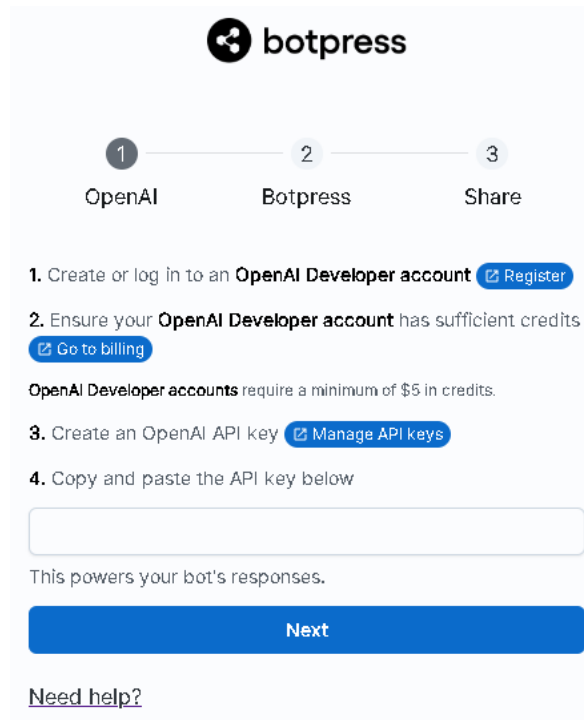 botpress
1 2 3
OpenAI Botpress Share
1. Create or log in to an OpenAI Developer account Register
2. Ensure your OpenAI Developer account has sufficient credits
Go to billing
OpenAI Developer accounts require a minimum of $5 in credits.
3. Create an OpenAI API key Manage API keys
4. Copy and paste the API key below
This powers your bot's responses.
Next
Need help?